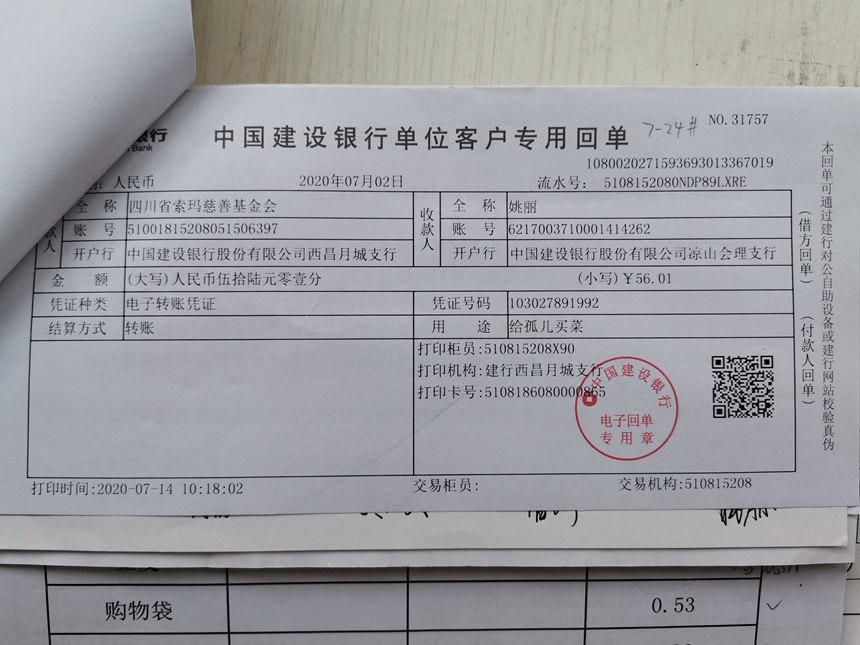 银行
Bank
中国建设银行单位客户专用回单
7-24#
NO.31757
1080020271593693013367019
人民币
2020年07月02日
流水号: 5108152080NDP89LXRE
款人
全 称
四川省索玛慈善基金会
账 号
51001815208051506397
开户行
中国建设银行股份有限公司西昌月城支行
收款人
全 称
姚丽
账 号
6217003710001414262
开户行
中国建设银行股份有限公司凉山会理支行
金 额
(大写)人民币伍拾陆元零壹分
(小写)￥56.01
凭证种类
电子转账凭证
凭证号码
103027891992
结算方式
转账
用 途
给孤儿买菜
打印柜员:510815208X90
打印机构:建行西昌月城支行
打印卡号:5108186080000865
中国建设银行
电子回单
专用章
打印时间:2020-07-14 10:18:02
交易柜员:
交易机构:510815208
(借方回单)
(付款人回单)
本回单可通过建行对公自助设备或建行网站校验真伪
购物袋
0.53